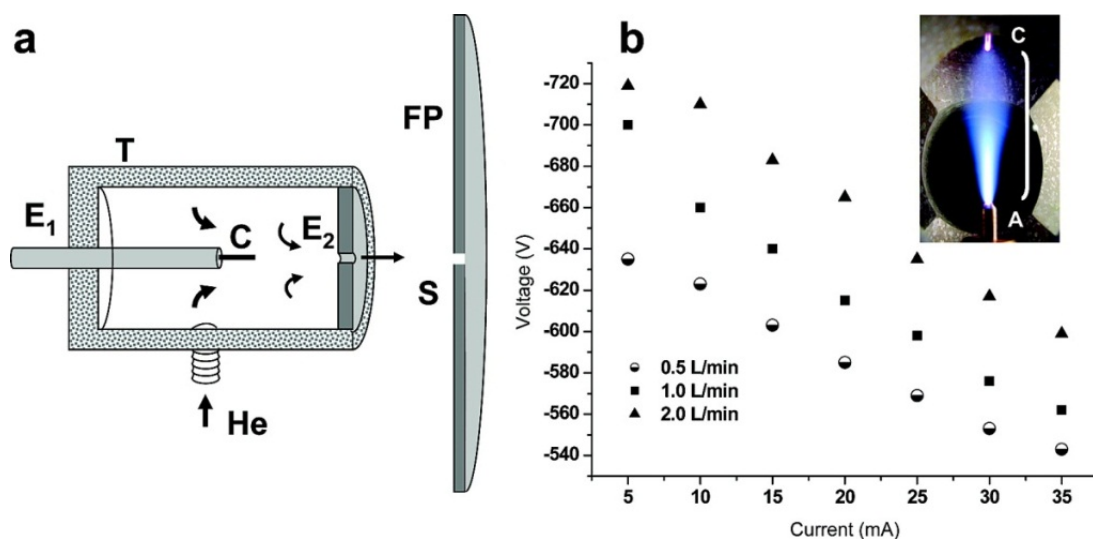 a
FP
T
E1
C
E2
S
He
b
Voltage (V)
-720
-700
-680
-660
-640
-620
-600
-580
-560
-540
0.5 L/min
1.0 L/min
2.0 L/min
5 10 15 20 25 30 35
Current (mA)
C
A